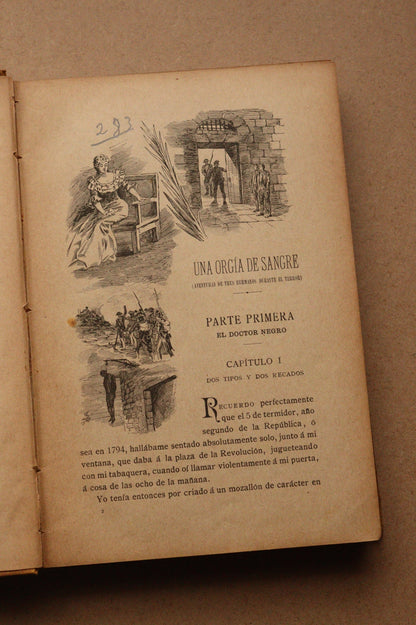 283
UNA ORGÍA DE SANGRE
(AVENTURAS DE TRES HERMANOS DURANTE EL TERROR)
PARTE PRIMERA
EL DOCTOR NEGRO
CAPÍTULO I
DOS TIPOS Y DOS RECADOS
RECUERDO perfectamente
que el 5 de termidor, año
segundo de la República, ó
sea en 1794, hallábame sentado absolutamente solo, junto á mi
ventana, que daba á la plaza de la Revolución, jugueteando
con mi tabaquera, cuando oí llamar violentamente á mi puerta,
á cosa de las ocho de la mañana.
Yo tenía entonces por criado á un mozallón de carácter en
2